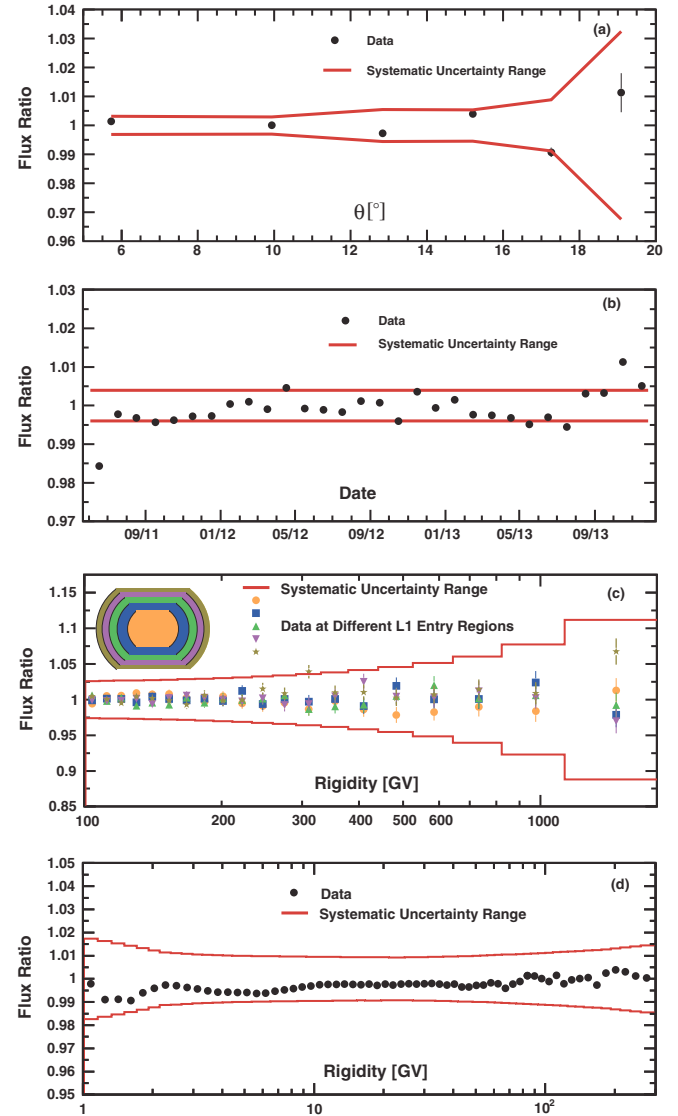 1.04
(a)
1.03
Data
1.02
Systematic Uncertainty Range
1.01
1
0.99
0.98
0.97
0.96
Flux Ratio
θ[°]
6 8 10 12 14 16 18 20
1.03
(b)
1.02
Data
Systematic Uncertainty Range
1.01
1
0.99
0.98
0.97
Flux Ratio
Date
09/11 01/12 05/12 09/12 01/13 05/13 09/13
1.15
(c)
Systematic Uncertainty Range
Data at Different L1 Entry Regions
1.1
1.05
1
0.95
0.9
0.85
Flux Ratio
Rigidity [GV]
100 200 300 400 500 600 1000
1.05
(d)
1.04
Data
1.03
Systematic Uncertainty Range
1.02
1.01
1
0.99
0.98
0.97
0.96
0.95
Flux Ratio
Rigidity [GV]
1 10 10²